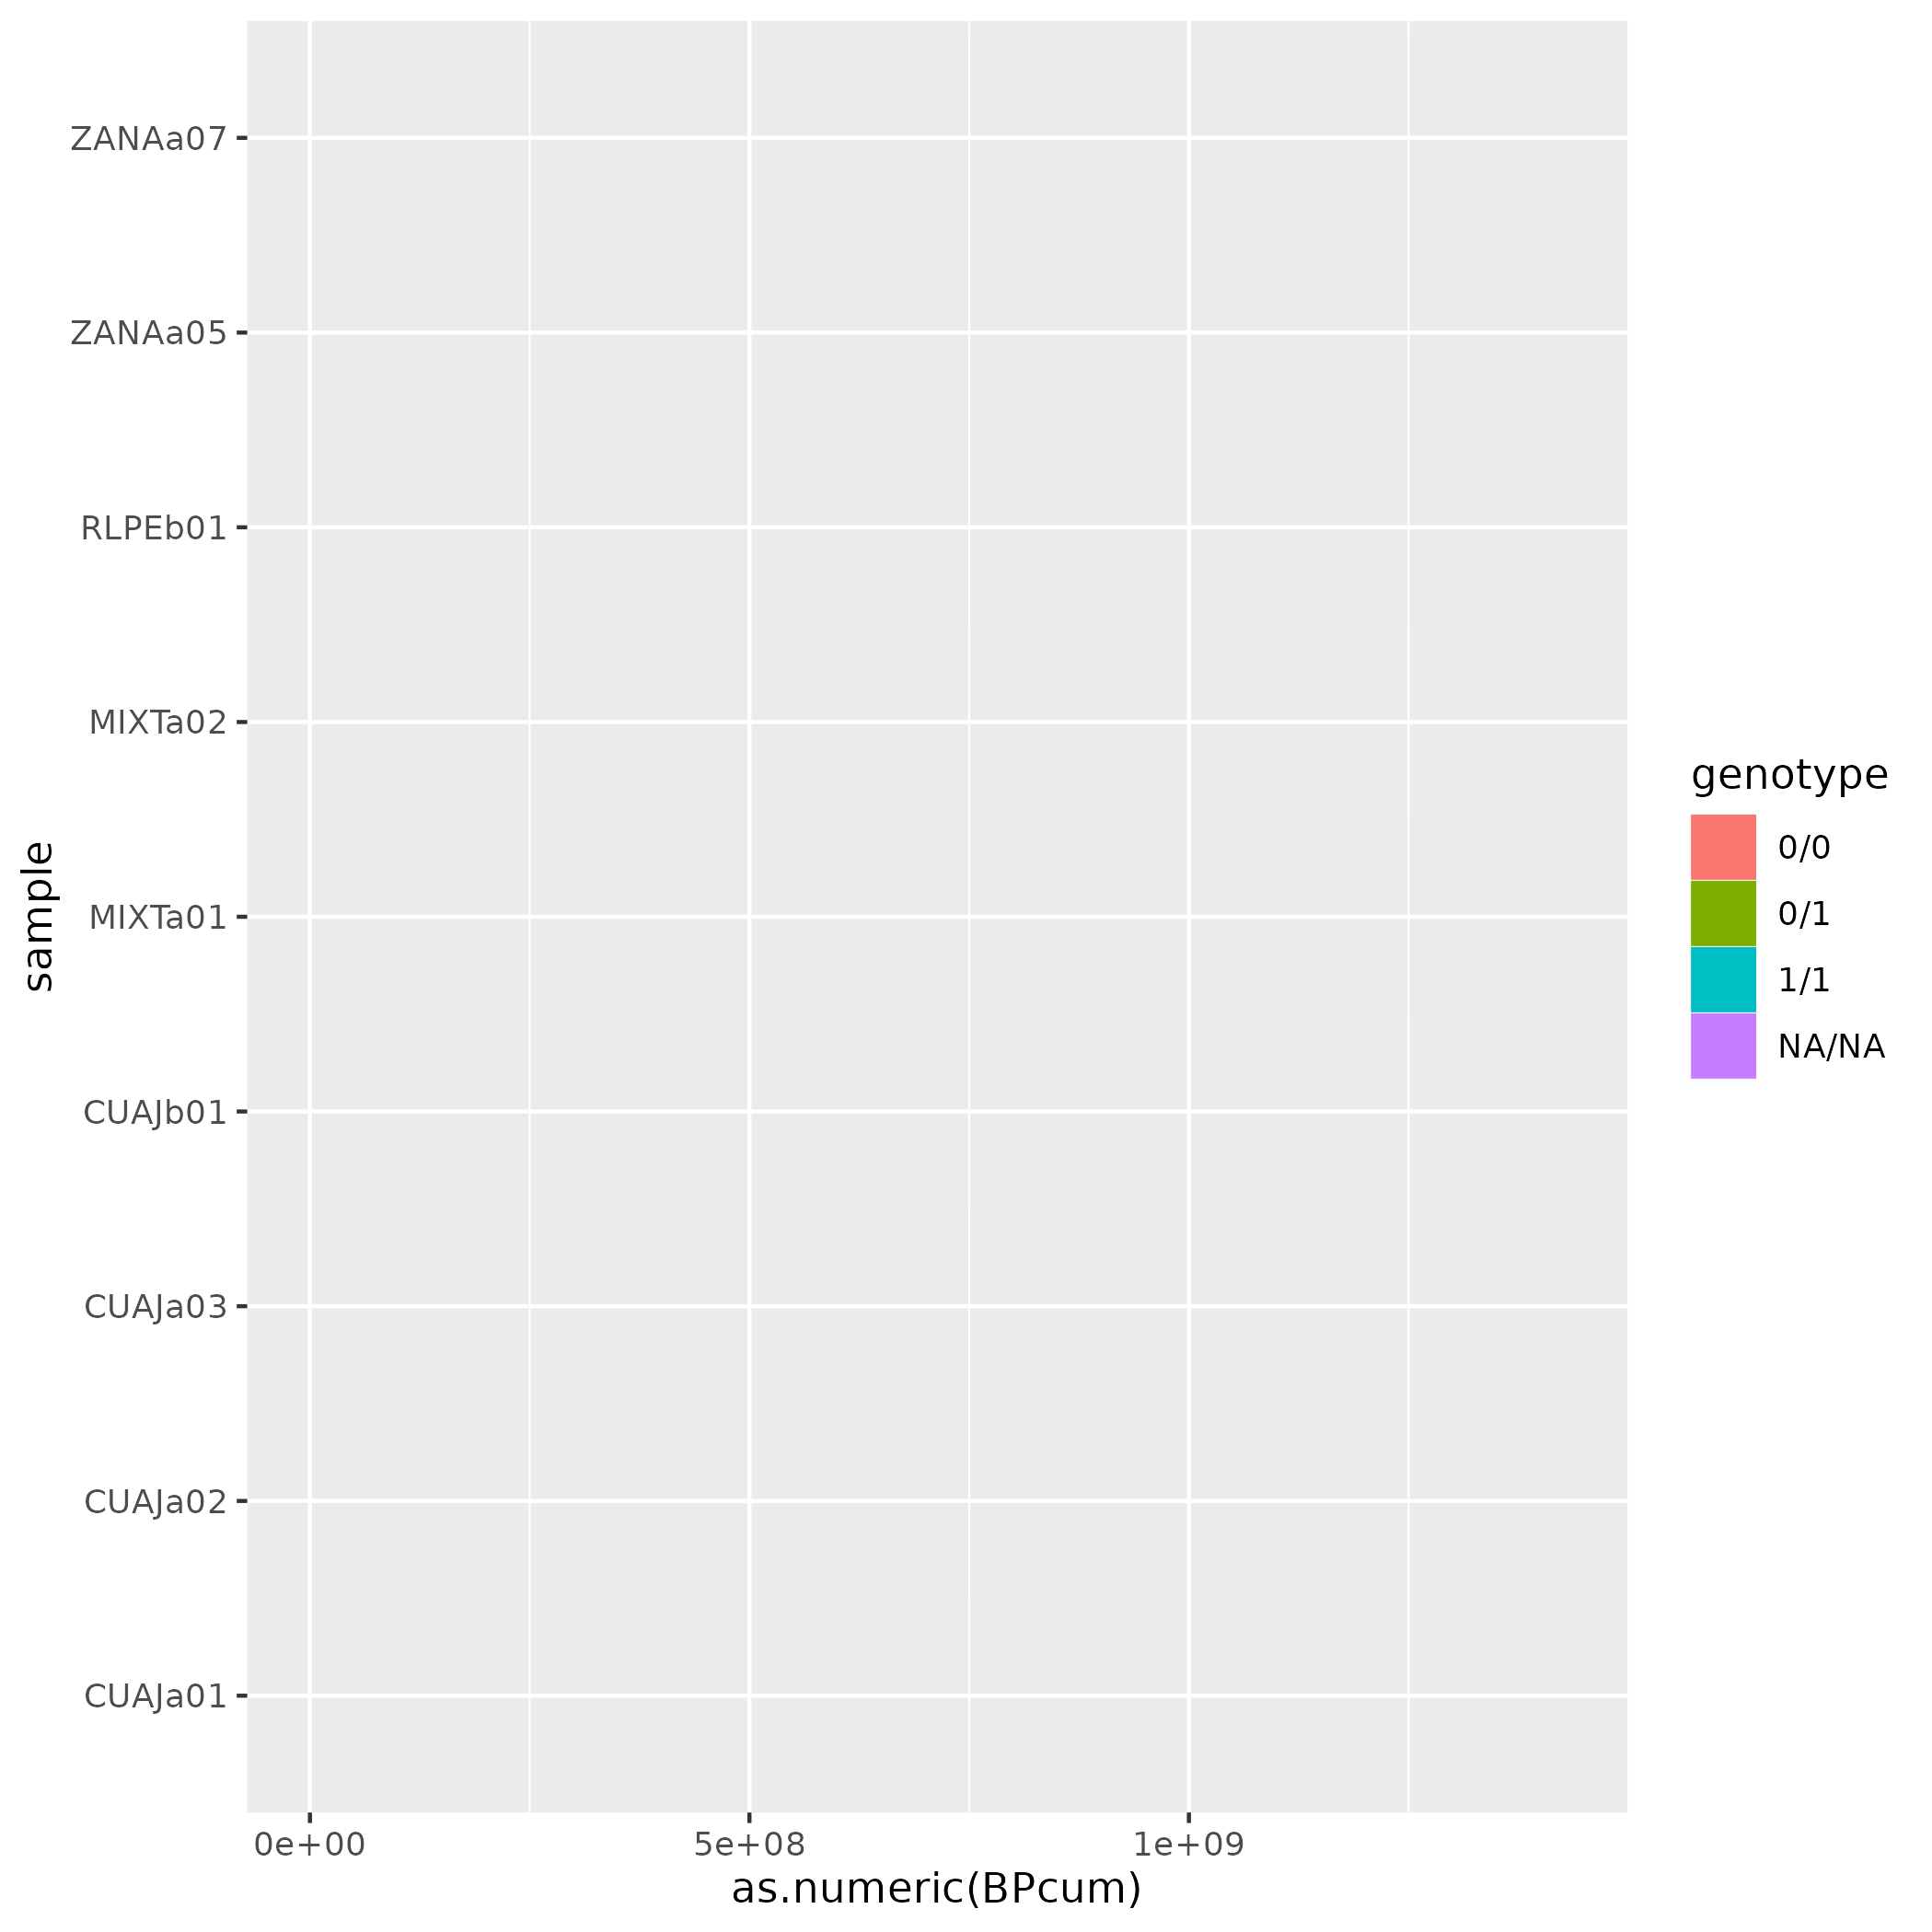 ZANAa07
ZANAa05
RLPEb01
MIXTa02
MIXTa01
CUAJb01
CUAJa03
CUAJa02
CUAJa01
sample
0e+00 5e+08 1e+09
as.numeric(BPcum)
genotype
0/0
0/1
1/1
NA/NA